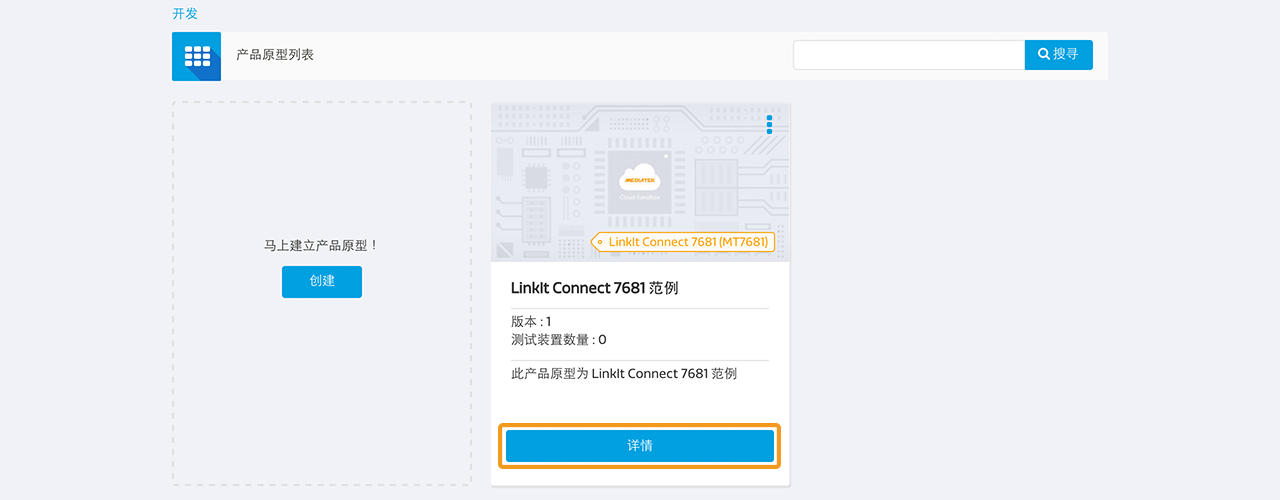 开发
产品原型列表
搜寻
马上建立产品原型！
创建
MEDIATEK
Cloud Sandbox
LinkIt Connect 7681 (MT7681)
LinkIt Connect 7681 范例
版本 : 1
测试装置数量 : 0
此产品原型为 LinkIt Connect 7681 范例
详情